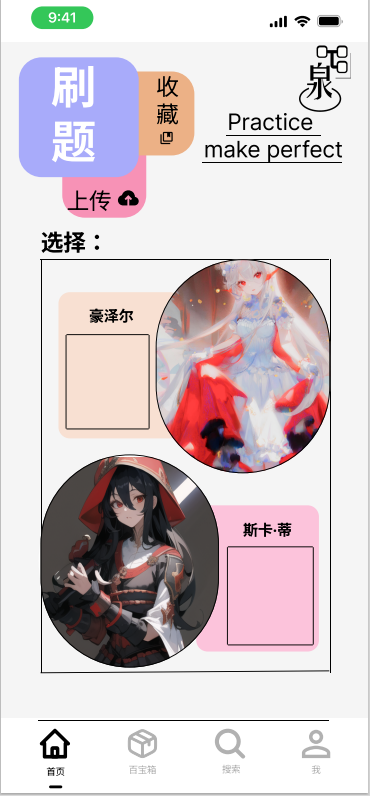 9:41
刷
题
收
藏
上传
泉
Practice
make perfect
选择：
豪泽尔
斯卡·蒂
首页
百宝箱
搜索
我